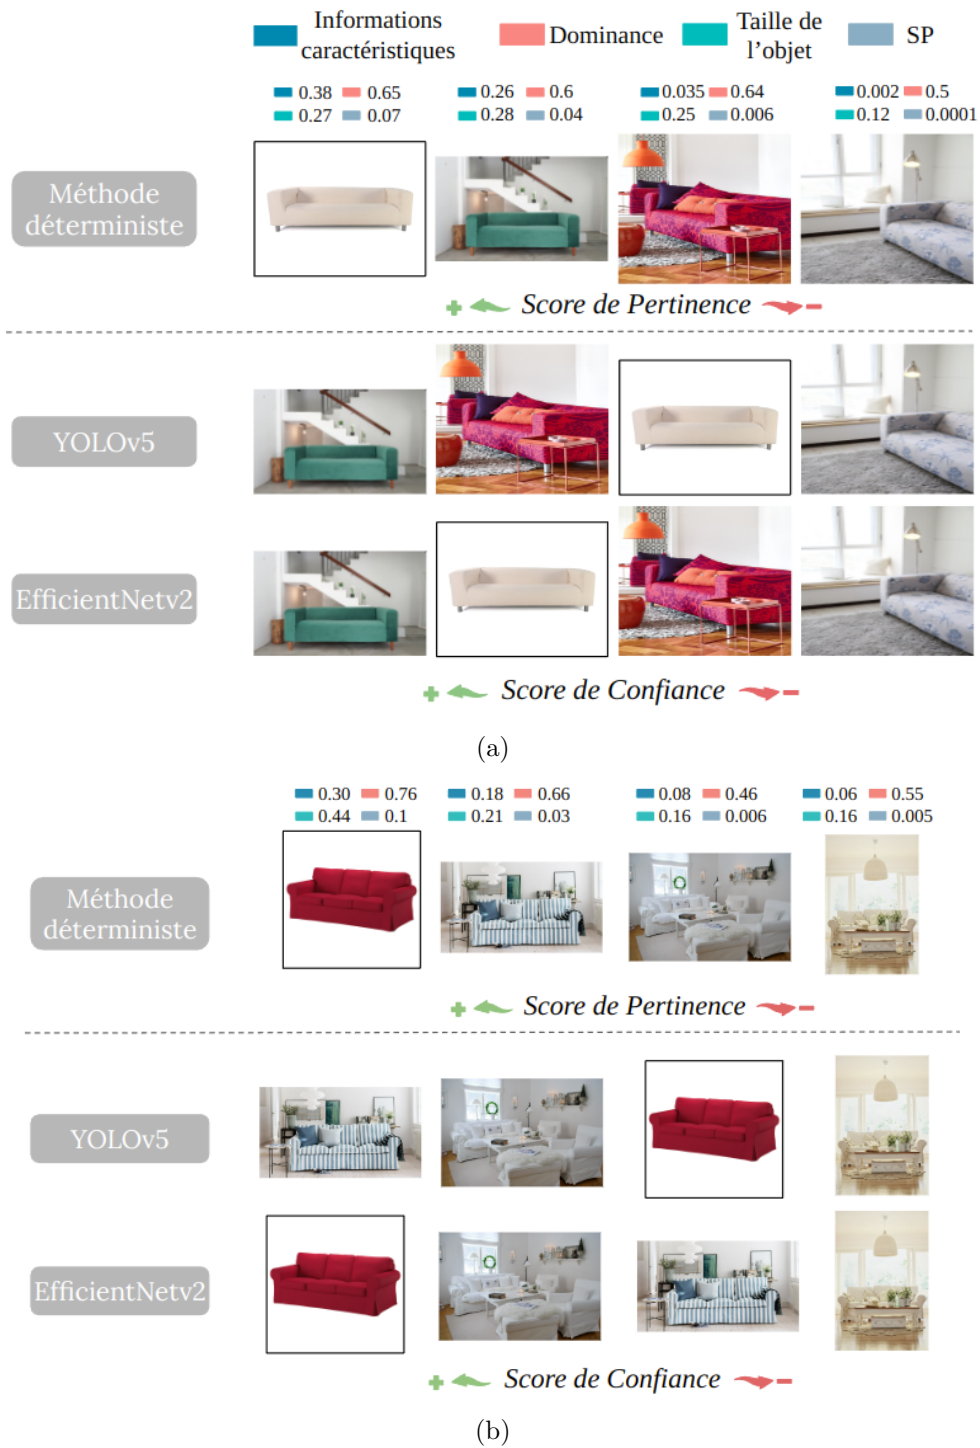 Informations
caractéristiques
Dominance
Taille de
l'objet
SP
0.38 0.65
0.27 0.07
0.26 0.6
0.28 0.04
0.035 0.64
0.25 0.006
0.002 0.5
0.12 0.0001
Méthode
déterministe
Score de Pertinence
YOLOv5
EfficientNetv2
Score de Confiance
(a)
0.30 0.76
0.44 0.1
0.18 0.66
0.21 0.03
0.08 0.46
0.16 0.006
0.06 0.55
0.16 0.005
Méthode
déterministe
Score de Pertinence
YOLOv5
EfficientNetv2
Score de Confiance
(b)